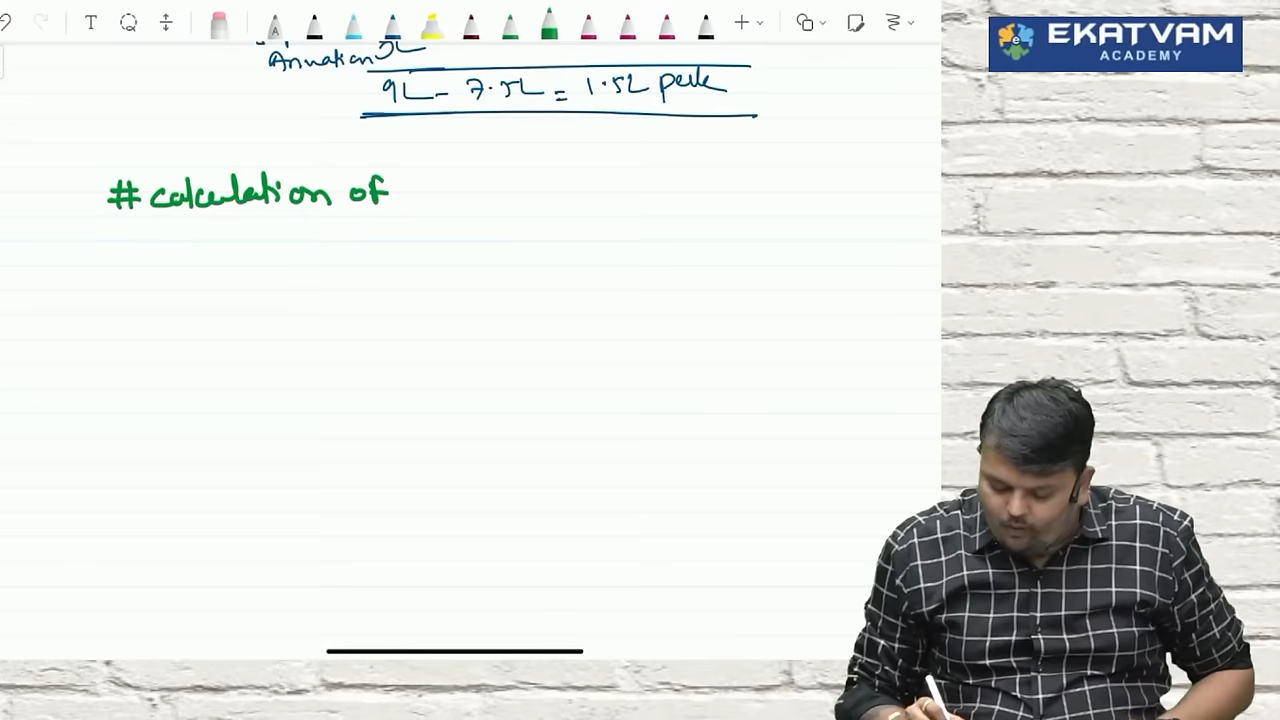 EKATVAM
ACADEMY
9L - 7.5L = 1.5L perk
# calculation of